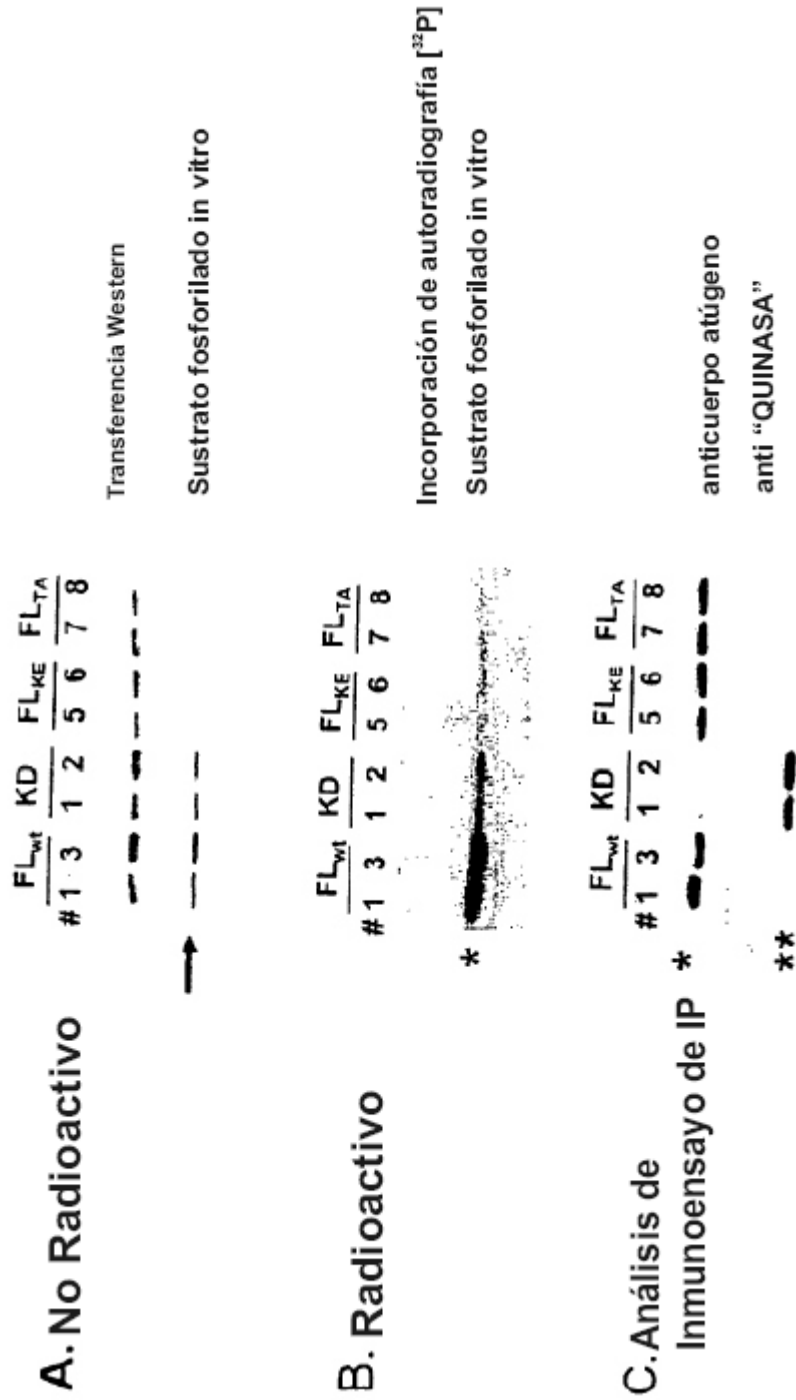 A. No Radioactivo
FLwt KD FLKE FLTA
# 1 · 3 1 2 5 6 7 8
Transferencia Western
Sustrato fosforilado in vitro
B. Radioactivo
FLwt KD FLKE FLTA
# 1 3 1 2 5 6 7 8
*
Incorporación de autoradiografía [³²P]
Sustrato fosforilado in vitro
C. Análisis de
Inmunoensayo de IP
FLwt KD FLKE FLTA
# 1 3 1 2 5 6 7 8
*
**
anticuerpo atúgeno
anti “QUINASA”